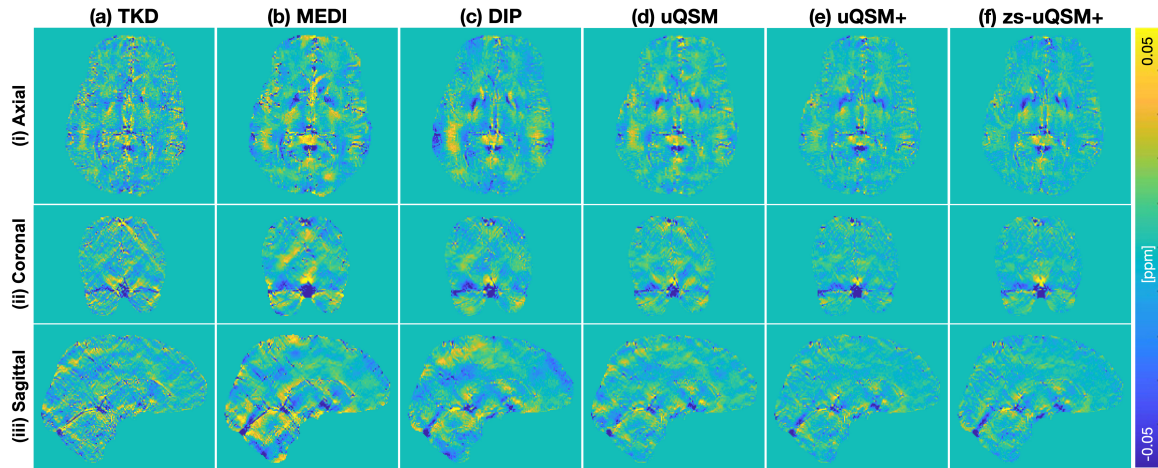 (a) TKD (b) MEDI (c) DIP (d) uQSM (e) uQSM+ (f) zs-uQSM+
(i) Axial
(ii) Coronal
(iii) Sagittal
0.05
[ppm]
-0.05